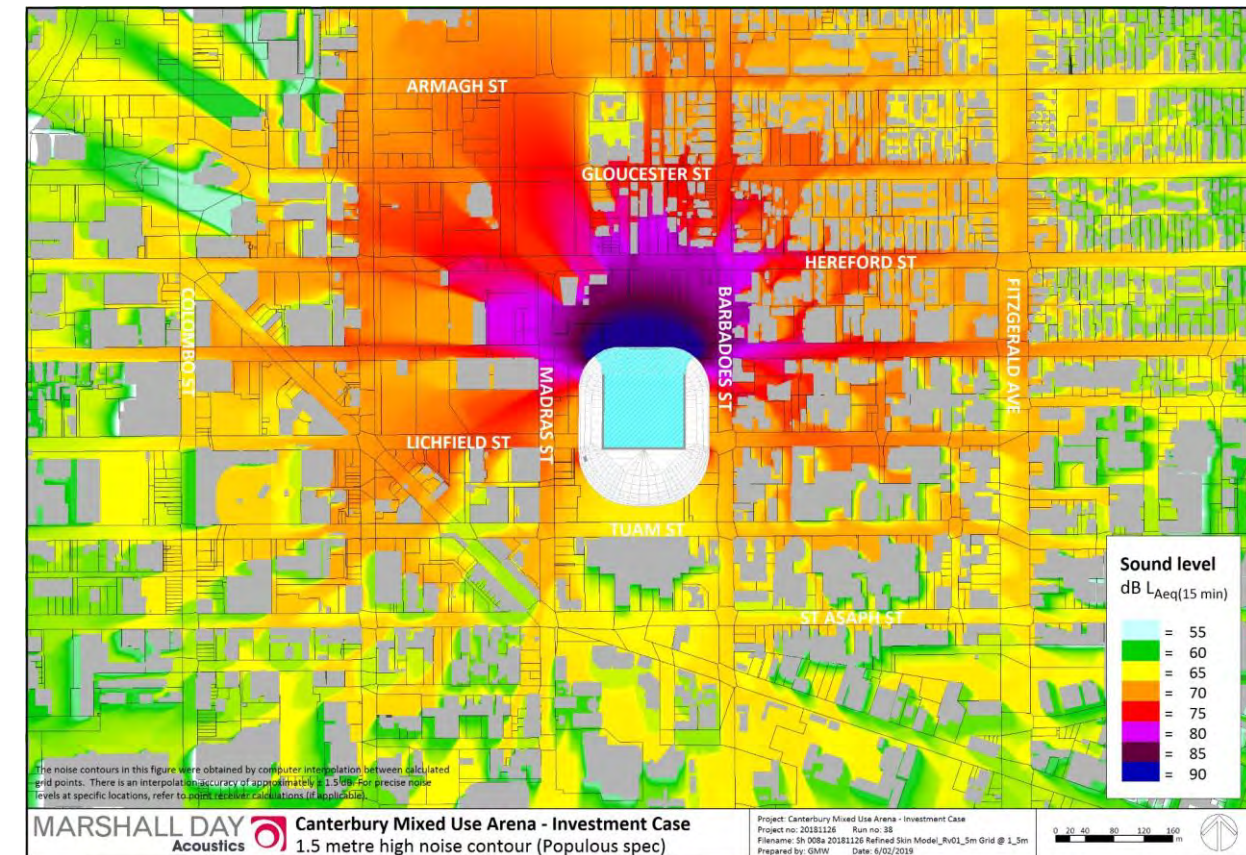 ARMAGH ST
GLOUCESTER ST
HEREFORD ST
COLOMBO ST
MADRAS ST
BARBADOES ST
FITZGERALD AVE
LICHFIELD ST
TUAM ST
ST ASAPH ST
Sound level
dB LAeq(15 min)
= 55
= 60
= 65
= 70
= 75
= 80
= 85
= 90
The noise contours in this figure were obtained by computer interpolation between calculated
grid points. There is an interpolation accuracy of approximately ± 1.5 dB. For precise noise
levels at specific locations, refer to point receiver calculations (if applicable).
MARSHALL DAY
Acoustics
Canterbury Mixed Use Arena - Investment Case
1.5 metre high noise contour (Populous spec)
Project: Canterbury Mixed Use Arena - Investment Case
Project no: 20181126 Run no: 38
Filename: Sh 008a 20181126 Refined Skin Model_Rv01_5m Grid @ 1_5m
Prepared by: GMW Date: 6/02/2019
0 20 40 80 120 160
m